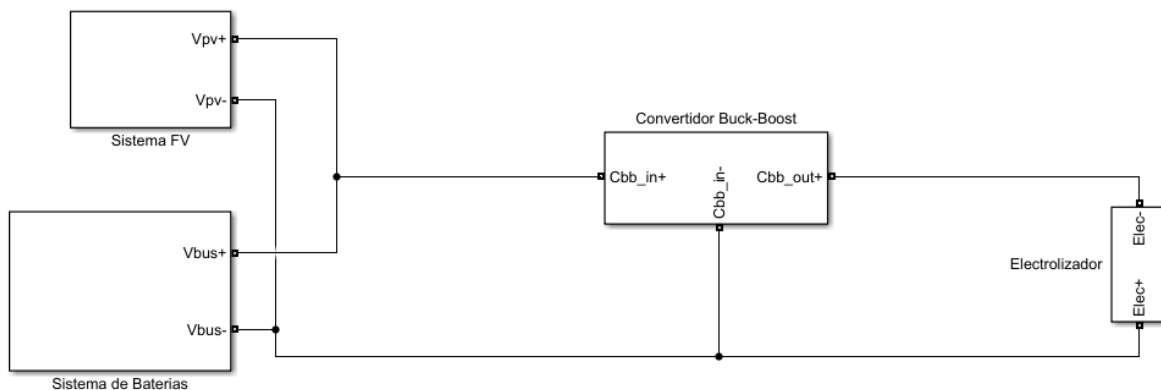 Vpv+
Vpv-
Sistema FV
Convertidor Buck-Boost
Cbb_in+
Cbb_in-
Cbb_out+
Vbus+
Vbus-
Sistema de Baterias
Elec-
Electrolizador
Elec+